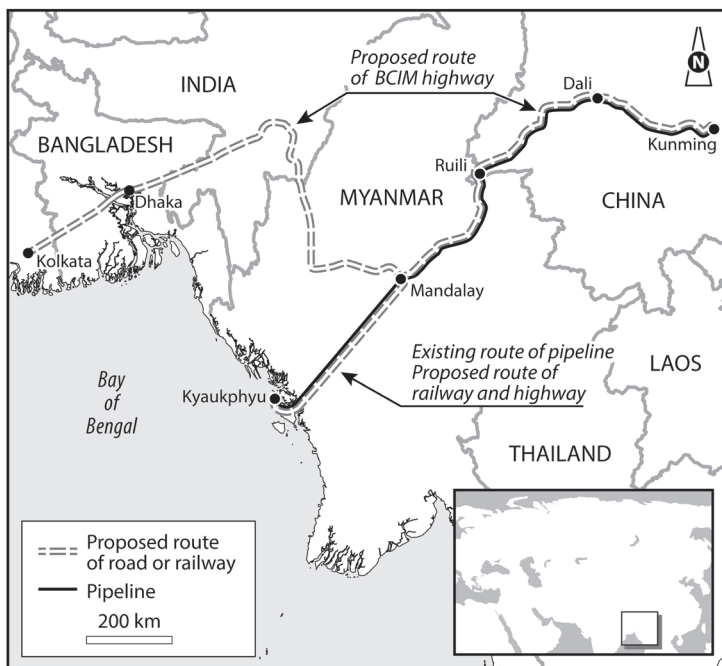 Proposed route
of BCIM highway
N
INDIA
Dali
BANGLADESH
Kunming
Ruili
MYANMAR
Dhaka
CHINA
Kolkata
Mandalay
Existing route of pipeline
Proposed route of
railway and highway
LAOS
Bay
of
Bengal
Kyaukphyu
THAILAND
Proposed route
of road or railway
Pipeline
200 km